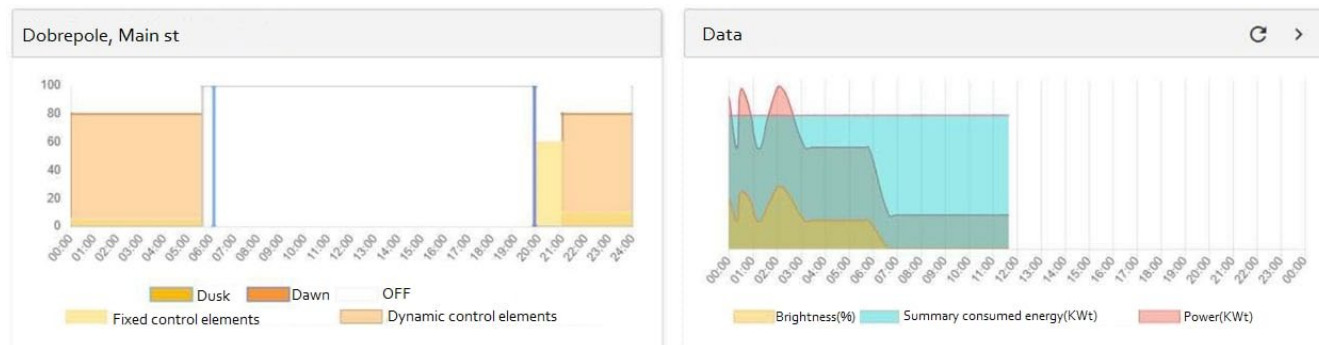 Dobrepole, Main st
100
80
60
40
20
0
00:00 01:00 02:00 03:00 04:00 05:00 06:00 07:00 08:00 09:00 10:00 11:00 12:00 13:00 14:00 15:00 16:00 17:00 18:00 19:00 20:00 21:00 22:00 23:00 24:00
Dusk Dawn OFF
Fixed control elements Dynamic control elements
Data
00:00 01:00 02:00 03:00 04:00 05:00 06:00 07:00 08:00 09:00 10:00 11:00 12:00 13:00 14:00 15:00 16:00 17:00 18:00 19:00 20:00 21:00 22:00 23:00 00:00
Brightness(%) Summary consumed energy(KWt) Power(KWt)